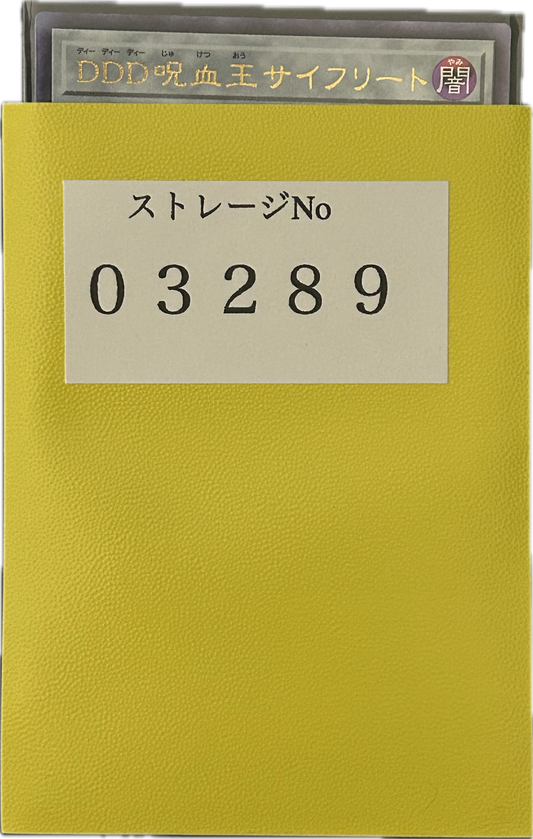 ディー ディー ディー じゅ けつ おう
DDD呪血王サイフリート
やみ
闇
ストレージNo
03289